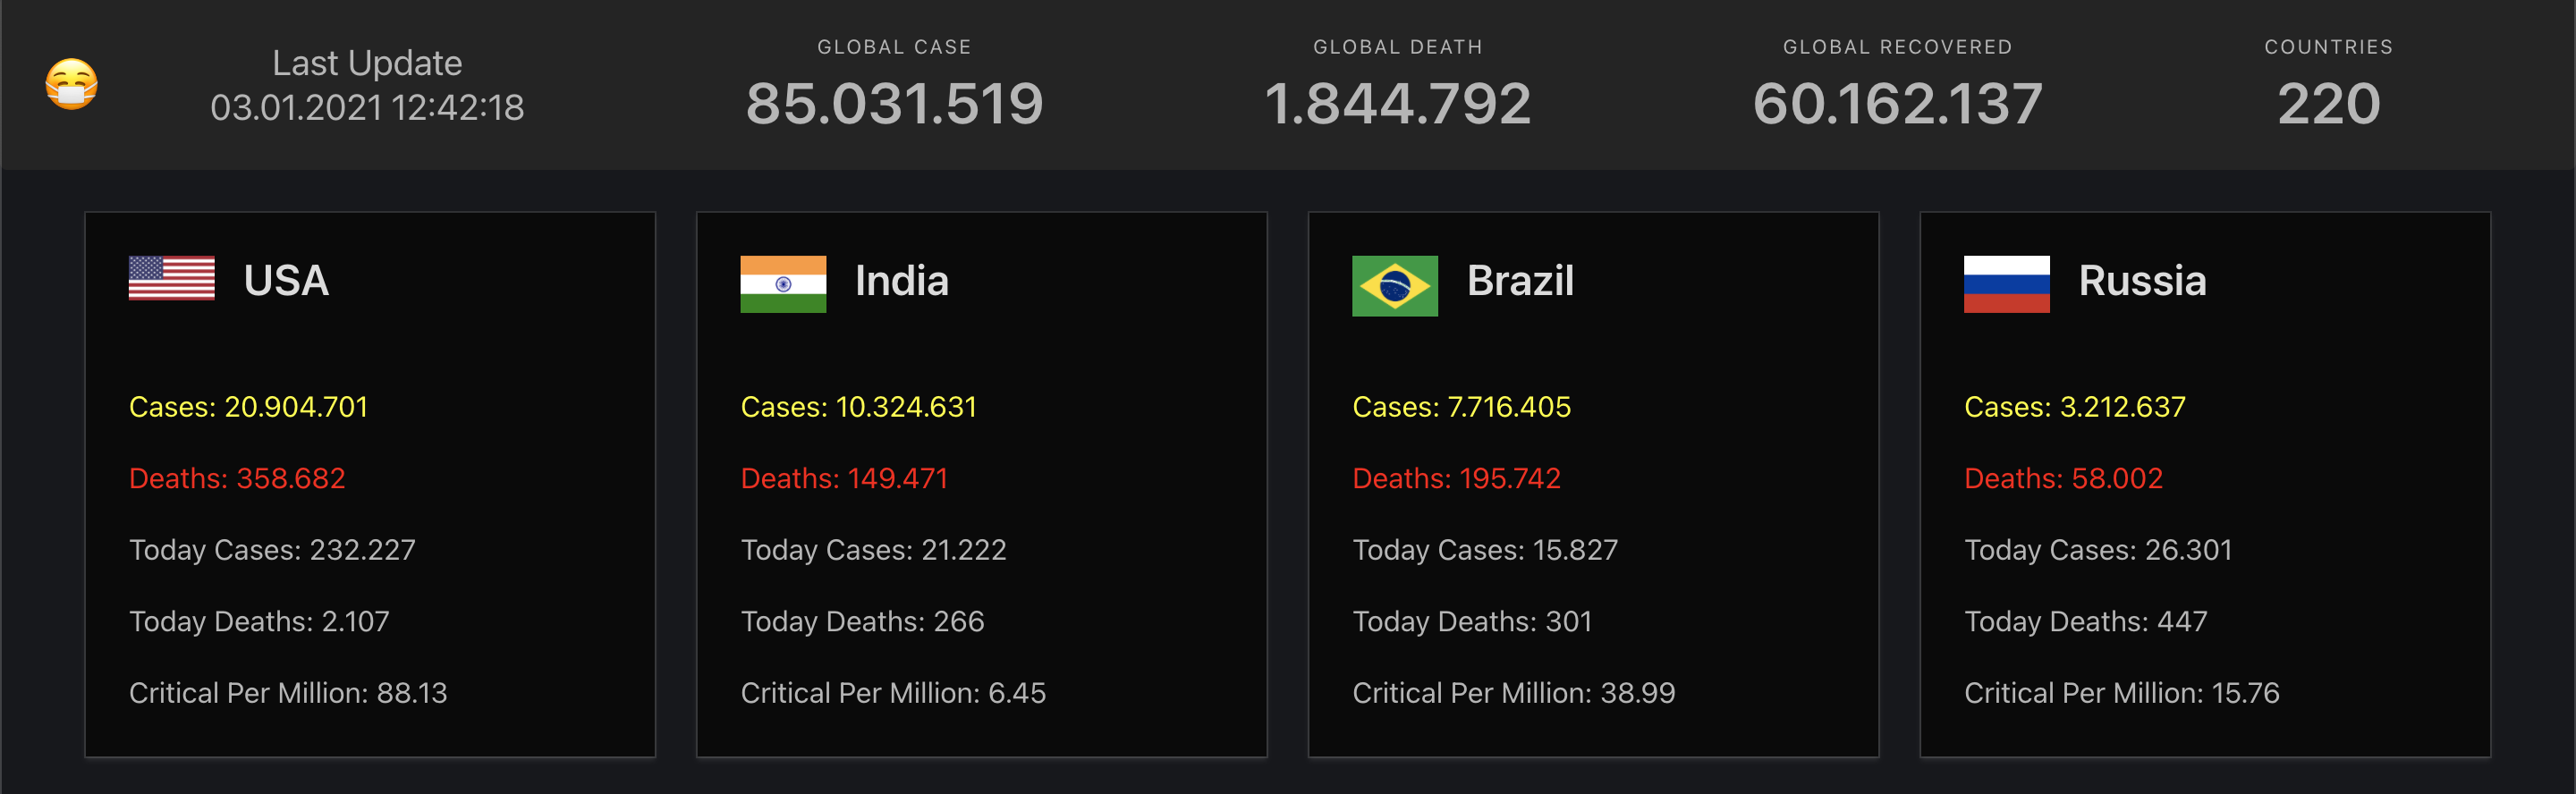 Last Update
03.01.2021 12:42:18
GLOBAL CASE
85.031.519
GLOBAL DEATH
1.844.792
GLOBAL RECOVERED
60.162.137
COUNTRIES
220
USA
Cases: 20.904.701
Deaths: 358.682
Today Cases: 232.227
Today Deaths: 2.107
Critical Per Million: 88.13
India
Cases: 10.324.631
Deaths: 149.471
Today Cases: 21.222
Today Deaths: 266
Critical Per Million: 6.45
Brazil
Cases: 7.716.405
Deaths: 195.742
Today Cases: 15.827
Today Deaths: 301
Critical Per Million: 38.99
Russia
Cases: 3.212.637
Deaths: 58.002
Today Cases: 26.301
Today Deaths: 447
Critical Per Million: 15.76